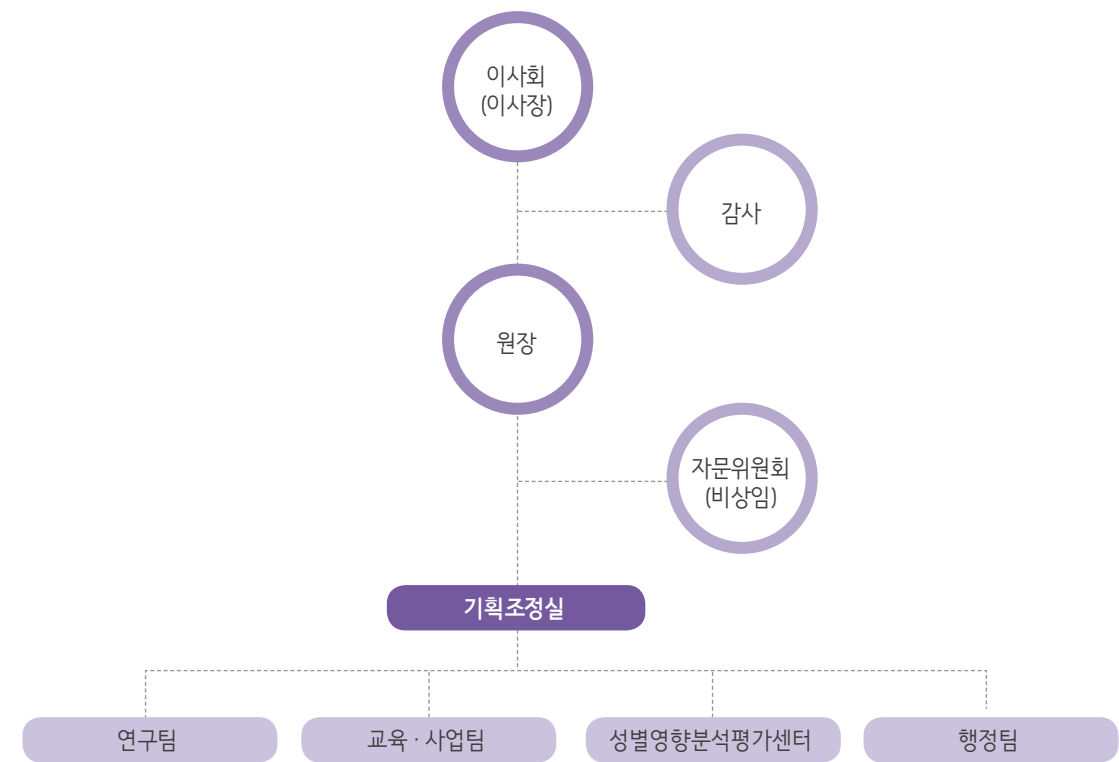 이사회
(이사장)
감사
원장
자문위원회
(비상임)
기획조정실
연구팀
교육 · 사업팀
성별영향분석평가센터
행정팀